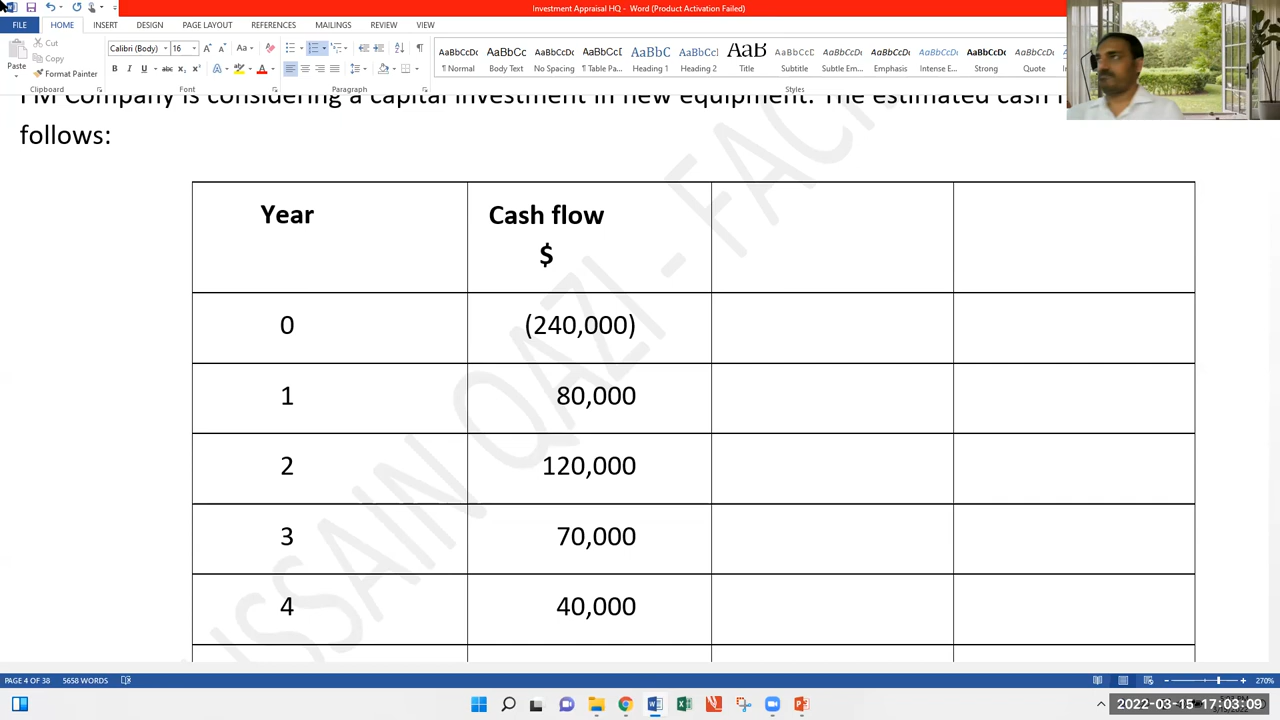 Investment Appraisal HQ - Word (Product Activation Failed)
FILE HOME INSERT DESIGN PAGE LAYOUT REFERENCES MAILINGS REVIEW VIEW
Paste Cut Copy Format Painter
Calibri (Body) 16
AaBbCcDc AaBbCc AaBbCcDc AaBbCcD AaBbC AaBbCcI AaB AaBbCcD AaBbCcDc AaBbCcDc AaBbCcDc AaBbCcDc AaBbCcDc
¶ Normal Body Text No Spacing ¶ Table Pa... Heading 1 Heading 2 Title Subtitle Subtle Em... Emphasis Intense E... Strong Quote
Clipboard Font Paragraph Styles
Company is considering a capital investment in new equipment. The estimated cash
follows:
Year Cash flow
$
0 (240,000)
1 80,000
2 120,000
3 70,000
4 40,000
USSAIN QAZI - FAC
PAGE 4 OF 38 5658 WORDS 270%
2022-03-15 17:03:09